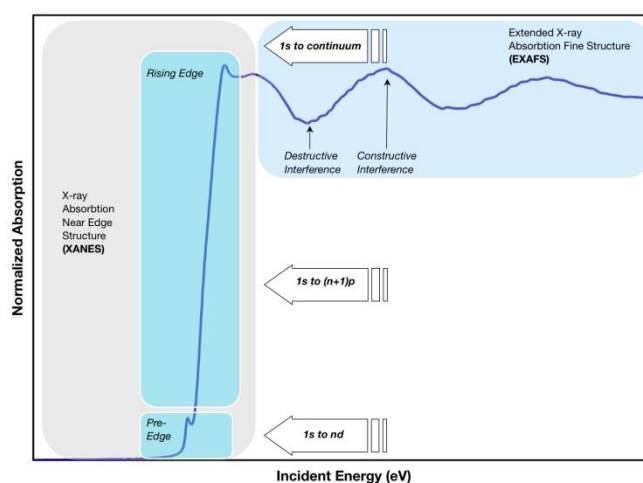 1s to continuum
Extended X-ray
Absorbtion Fine Structure
(EXAFS)
Rising Edge
Destructive
Interference
Constructive
Interference
X-ray
Absorbtion
Near Edge
Structure
(XANES)
1s to (n+1)p
Pre-
Edge
1s to nd
Normalized Absorption
Incident Energy (eV)